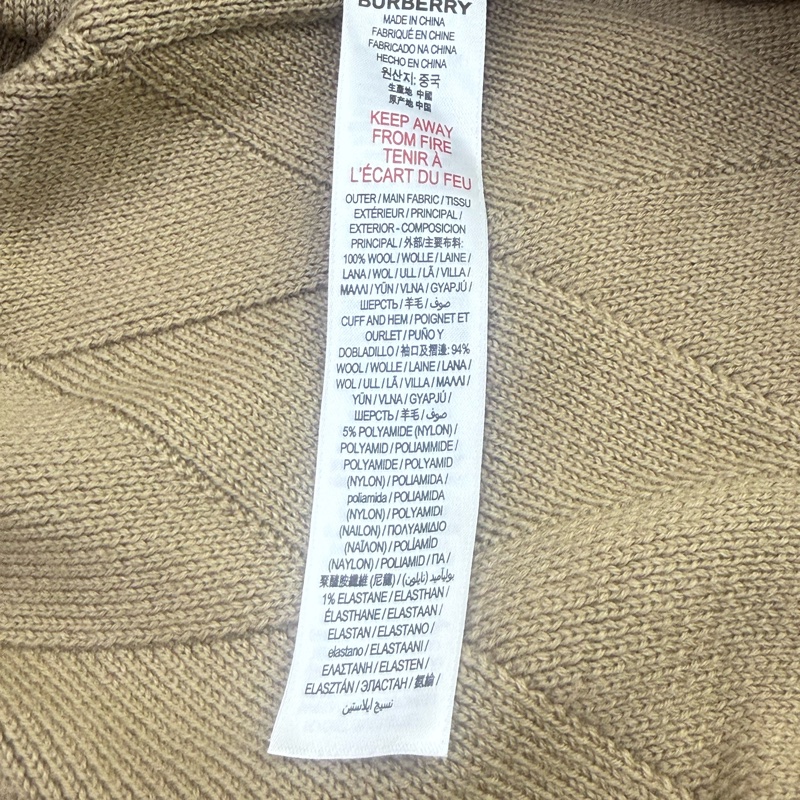 BURBERRY
MADE IN CHINA
FABRIQUÉ EN CHINE
FABRICADO NA CHINA
HECHO EN CHINA
원산지: 중국
生產地 中國
原产地 中国
KEEP AWAY
FROM FIRE
TENIR À
L'ÉCART DU FEU
OUTER / MAIN FABRIC / TISSU
EXTÉRIEUR / PRINCIPAL /
EXTERIOR - COMPOSICION
PRINCIPAL / 外部/主要布料:
100% WOOL / WOLLE / LAINE /
LANA / WOL / ULL / LÃ / VILLA /
ΜΑΛΛΙ / YÜN / VLNA / GYAPJÚ /
ШЕРСТЬ / 羊毛 / صوف
CUFF AND HEM / POIGNET ET
OURLET / PUÑO Y
DOBLADILLO / 袖口及摺邊: 94%
WOOL / WOLLE / LAINE / LANA /
WOL / ULL / LÃ / VILLA / ΜΑΛΛΙ /
YÜN / VLNA / GYAPJÚ /
ШЕРСТЬ / 羊毛 / صوف
5% POLYAMIDE (NYLON) /
POLYAMID / POLIAMMIDE /
POLYAMIDE / POLYAMID
(NYLON) / POLIAMIDA /
poliamida / POLIAMIDA
(NYLON) / POLYAMIDI
(NAILON) / ΠΟΛΥΑΜΙΔΙΟ
(ΝΑΪΛΟΝ) / POLİAMİD
(NAYLON) / POLIAMID / ПА /
聚醯胺纖維 (尼龍) / بولياميد (نايلون)
1% ELASTANE / ELASTHAN /
ÉLASTHANE / ELASTAAN /
ELASTAN / ELASTANO /
elastano / ELASTAANI /
ΕΛΑΣΤΑΝΗ / ELASTEN /
ELASZTÁN / ЭЛАСТАН / 氨綸 /
نسيج إيلاستين